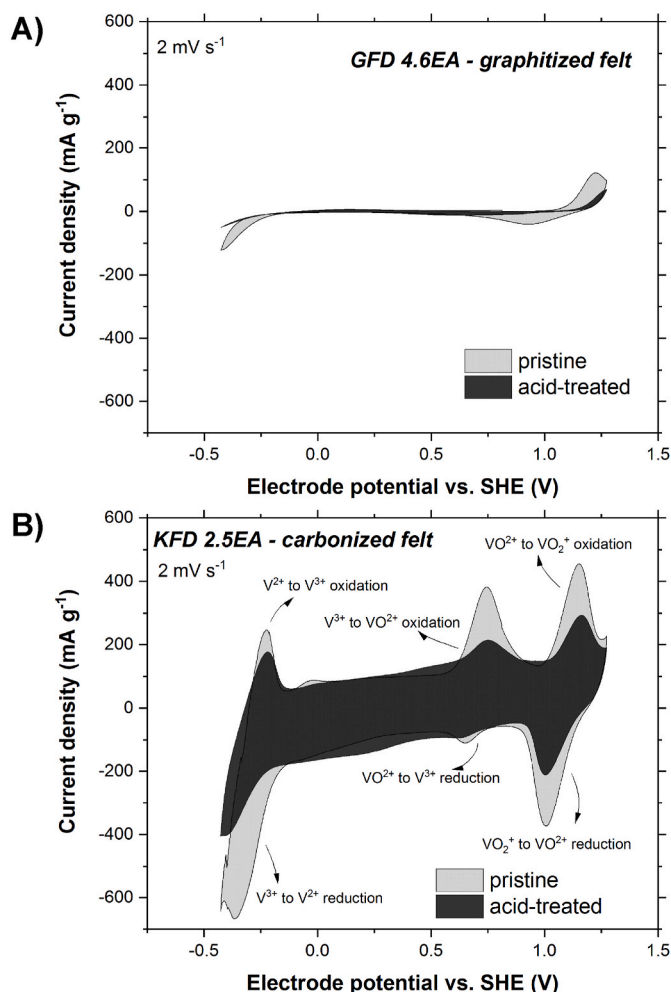 A)
2 mV s⁻¹
GFD 4.6EA - graphitized felt
600
400
200
0
-200
-400
-600
Current density (mA g⁻¹)
pristine
acid-treated
-0.5 0.0 0.5 1.0 1.5
Electrode potential vs. SHE (V)
B)
KFD 2.5EA - carbonized felt
2 mV s⁻¹
VO²⁺ to VO₂⁺ oxidation
V²⁺ to V³⁺ oxidation
V³⁺ to VO²⁺ oxidation
600
400
200
0
-200
-400
-600
Current density (mA g⁻¹)
VO²⁺ to V³⁺ reduction
VO₂⁺ to VO²⁺ reduction
V³⁺ to V²⁺ reduction
pristine
acid-treated
-0.5 0.0 0.5 1.0 1.5
Electrode potential vs. SHE (V)